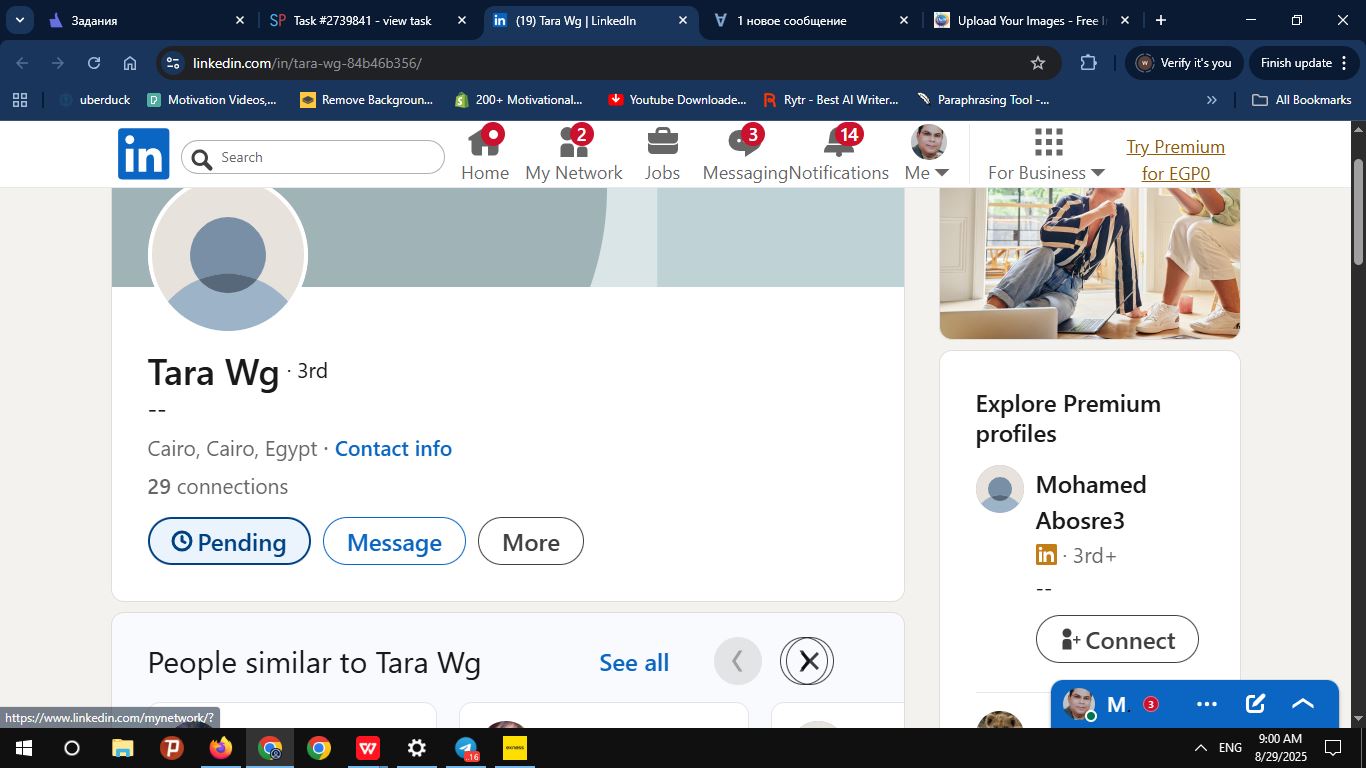 Задания
SP Task #2739841 - view task
in (19) Tara Wg | LinkedIn
1 новое сообщение
Upload Your Images - Free I
linkedin.com/in/tara-wg-84b46b356/
Verify it's you
Finish update
uberduck
Motivation Videos,...
Remove Backgroun...
200+ Motivational...
Youtube Downloade...
Rytr - Best AI Writer...
Paraphrasing Tool -...
»
All Bookmarks
in
Search
Home
2
My Network
Jobs
3
Messaging
14
Notifications
Me
For Business
Try Premium
for EGP0
Tara Wg · 3rd
--
Cairo, Cairo, Egypt · Contact info
29 connections
Pending
Message
More
People similar to Tara Wg
See all
Explore Premium
profiles
Mohamed
Abosre3
in · 3rd+
--
Connect
M.
3
https://www.linkedin.com/mynetwork/?
..16
exness
ENG
9:00 AM
8/29/2025